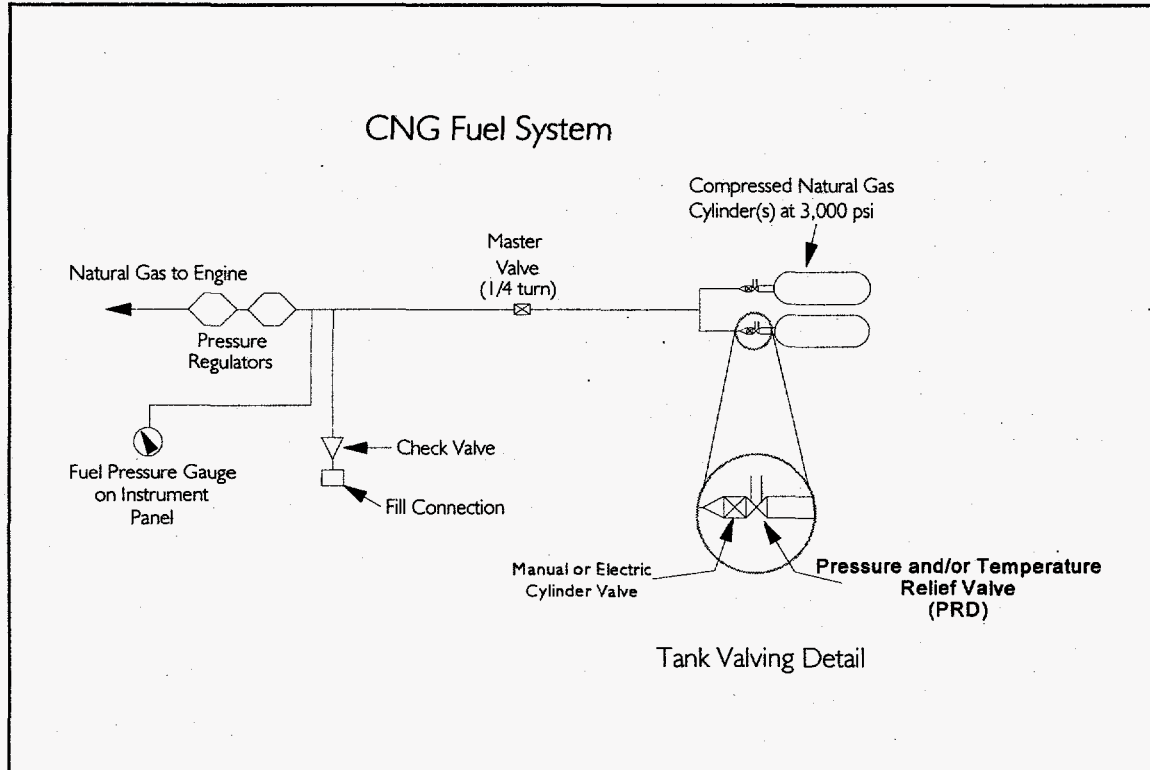 CNG Fuel System
Compressed Natural Gas
Cylinder(s) at 3,000 psi
Master
Valve
(1/4 turn)
Natural Gas to Engine
Pressure
Regulators
Check Valve
Fill Connection
Fuel Pressure Gauge
on Instrument
Panel
Manual or Electric
Cylinder Valve
Pressure and/or Temperature
Relief Valve
(PRD)
Tank Valving Detail